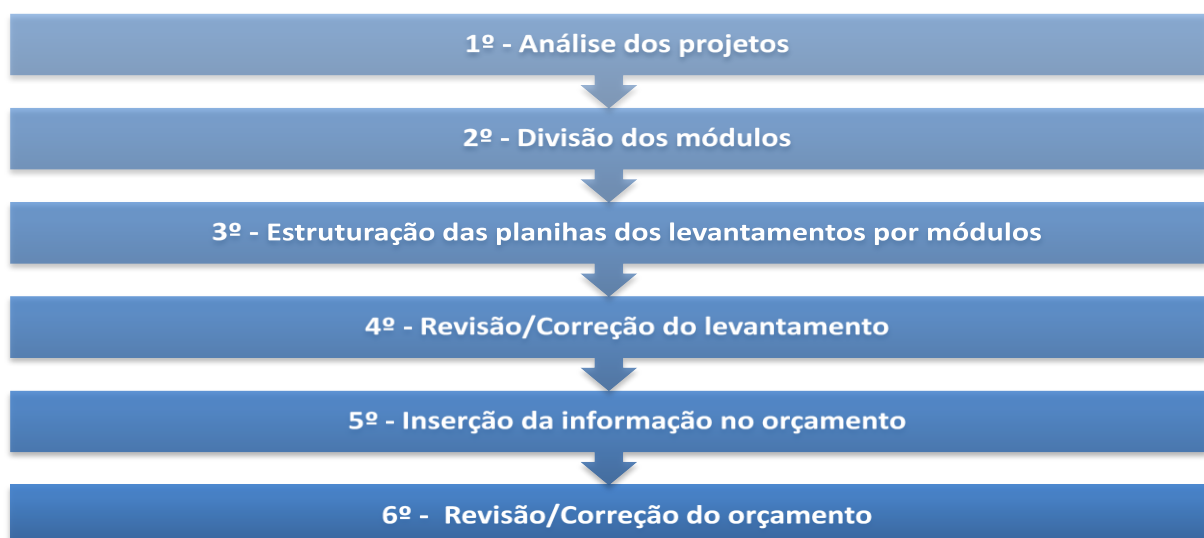 1º - Análise dos projetos
2º - Divisão dos módulos
3º - Estruturação das planihas dos levantamentos por módulos
4º - Revisão/Correção do levantamento
5º - Inserção da informação no orçamento
6º - Revisão/Correção do orçamento